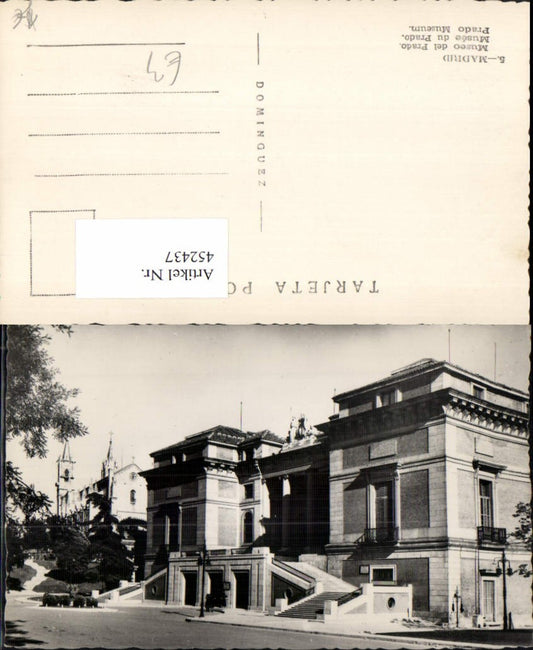 5.—MADRID
Museo del Prado.
Musée du Prado.
Prado Museum.
TARJETA PO
DOMINGUEZ
Artikel Nr.
452437